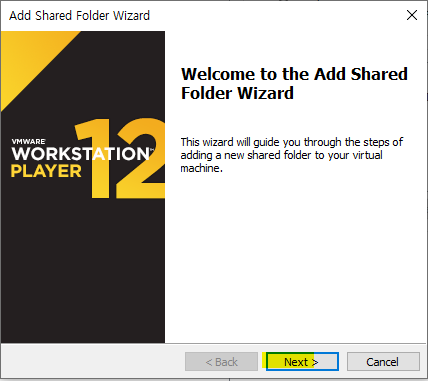 Add Shared Folder Wizard
Welcome to the Add Shared
Folder Wizard
This wizard will guide you through the steps of
adding a new shared folder to your virtual
machine.
VMWARE
WORKSTATION™
PLAYER 12
< Back
Next >
Cancel